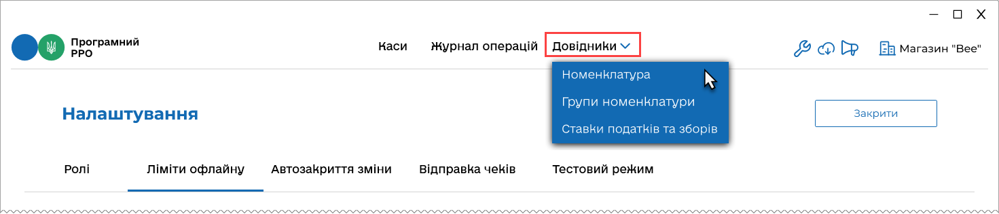 Програмний
РРО
Каси
Журнал операцій
Довідники
Магазин "Bee"
Номенклатура
Групи номенклатури
Ставки податків та зборів
Налаштування
Закрити
Ролі
Ліміти офлайну
Автозакриття зміни
Відправка чеків
Тестовий режим